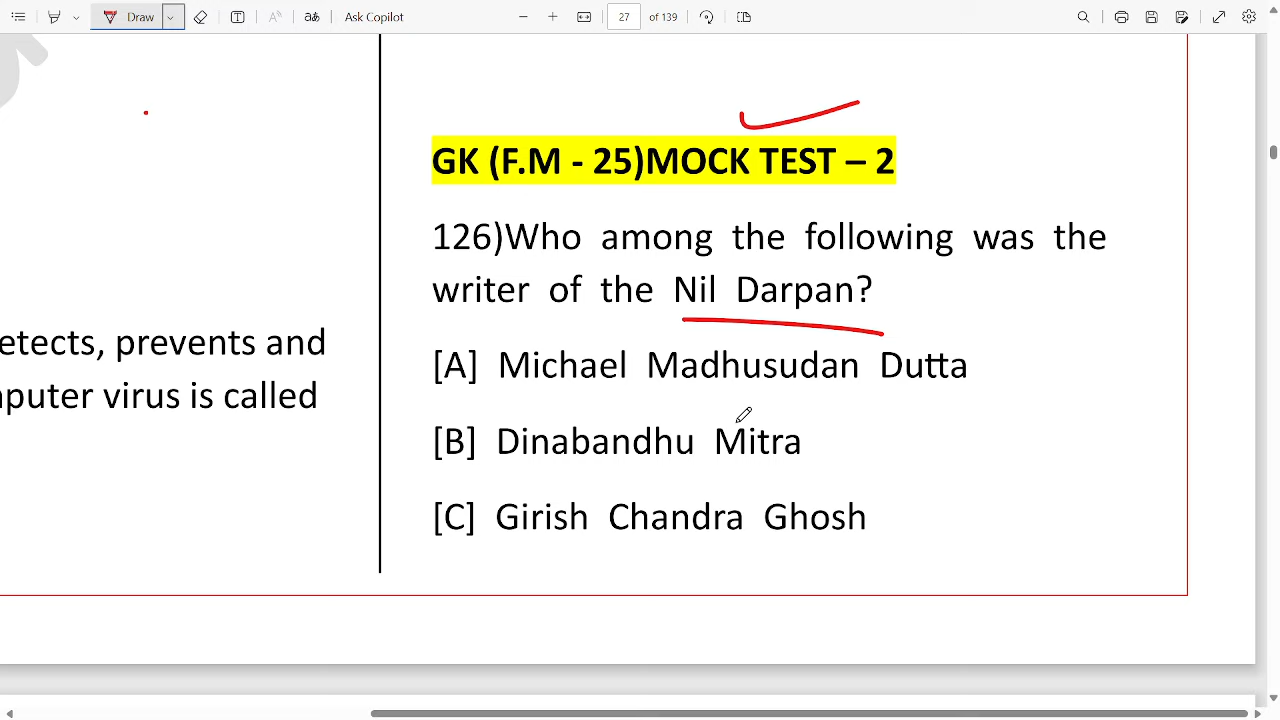 Draw
Ask Copilot
27
of 139
GK (F.M - 25)MOCK TEST – 2
126)Who among the following was the
writer of the Nil Darpan?
[A] Michael Madhusudan Dutta
[B] Dinabandhu Mitra
[C] Girish Chandra Ghosh
etects, prevents and
puter virus is called